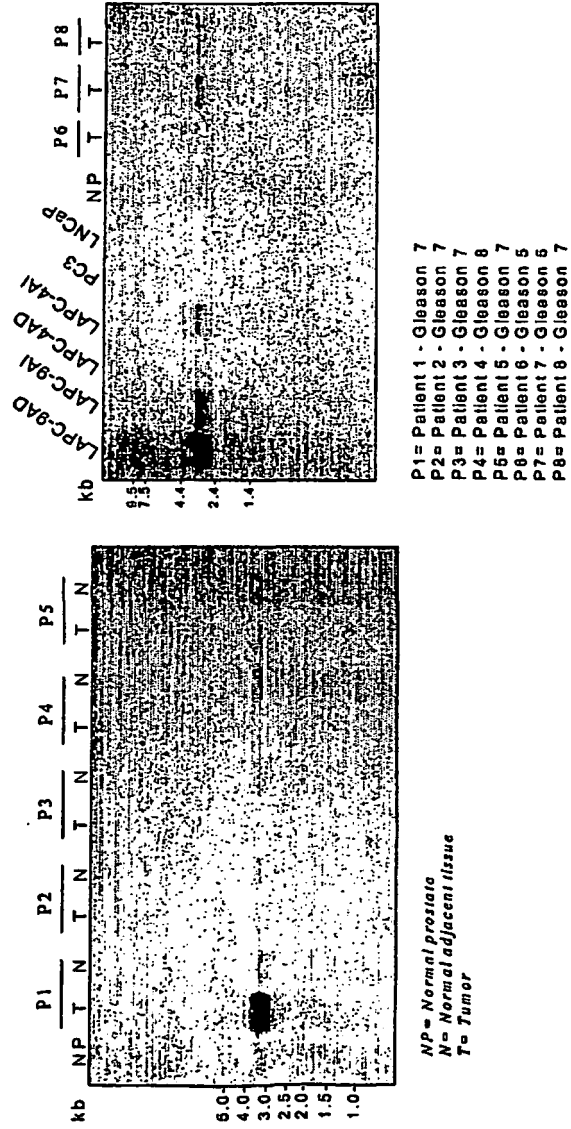 P1 P2 P3 P4 P5
kb NP T N T N T N T N T N
6.0
4.0
3.0
2.5
2.0
1.5
1.0
NP= Normal prostate
N= Normal adjacent tissue
T= Tumor
P6 P7 P8
kb LAPC-9AD LAPC-9AI LAPC-4AD LAPC-4AI PC3 LNCaP NP T T T
9.5
7.5
4.4
2.4
1.4
P1= Patient 1 - Gleason 7
P2= Patient 2 - Gleason 7
P3= Patient 3 - Gleason 7
P4= Patient 4 - Gleason 8
P5= Patient 5 - Gleason 7
P6= Patient 6 - Gleason 5
P7= Patient 7 - Gleason 6
P8= Patient 8 - Gleason 7